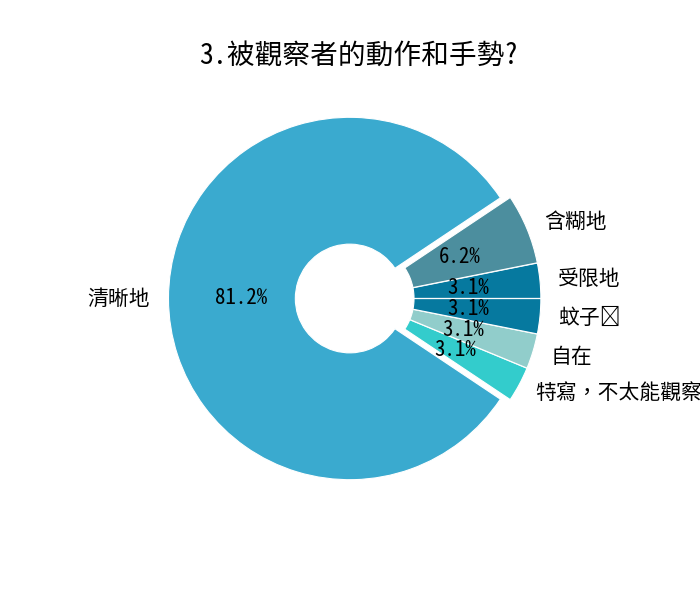 3.被觀察者的動作和手勢?
含糊地
6.2%
受限地
3.1%
清晰地
81.2%
3.1%
蚊子
3.1%
自在
3.1%
特寫，不太能觀察